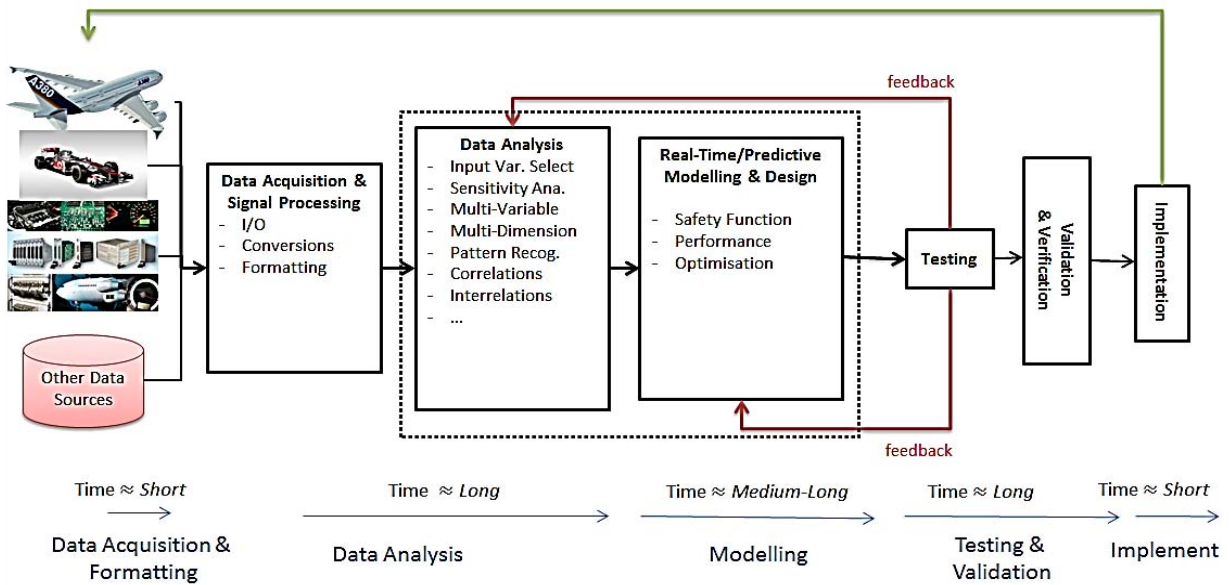 feedback
A380
Data Acquisition &
Signal Processing
- I/O
- Conversions
- Formatting
Data Analysis
- Input Var. Select
- Sensitivity Ana.
- Multi-Variable
- Multi-Dimension
- Pattern Recog.
- Correlations
- Interrelations
- ...
Real-Time/Predictive
Modelling & Design
- Safety Function
- Performance
- Optimisation
Testing
Validation
& Verification
Implementation
Other Data
Sources
feedback
Time ≈ Short
Time ≈ Long
Time ≈ Medium-Long
Time ≈ Long
Time ≈ Short
Data Acquisition &
Formatting
Data Analysis
Modelling
Testing &
Validation
Implement